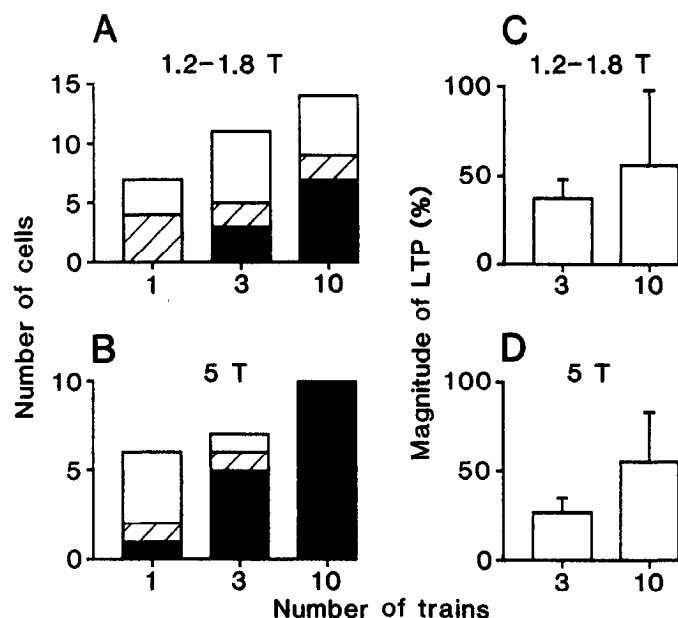 A
1.2–1.8 T
15
10
5
0
1
3
10
B
5 T
10
5
0
1
3
10
Number of cells
C
1.2–1.8 T
100
50
0
3
10
D
5 T
100
50
0
3
10
Magnitude of LTP (%)
Number of trains